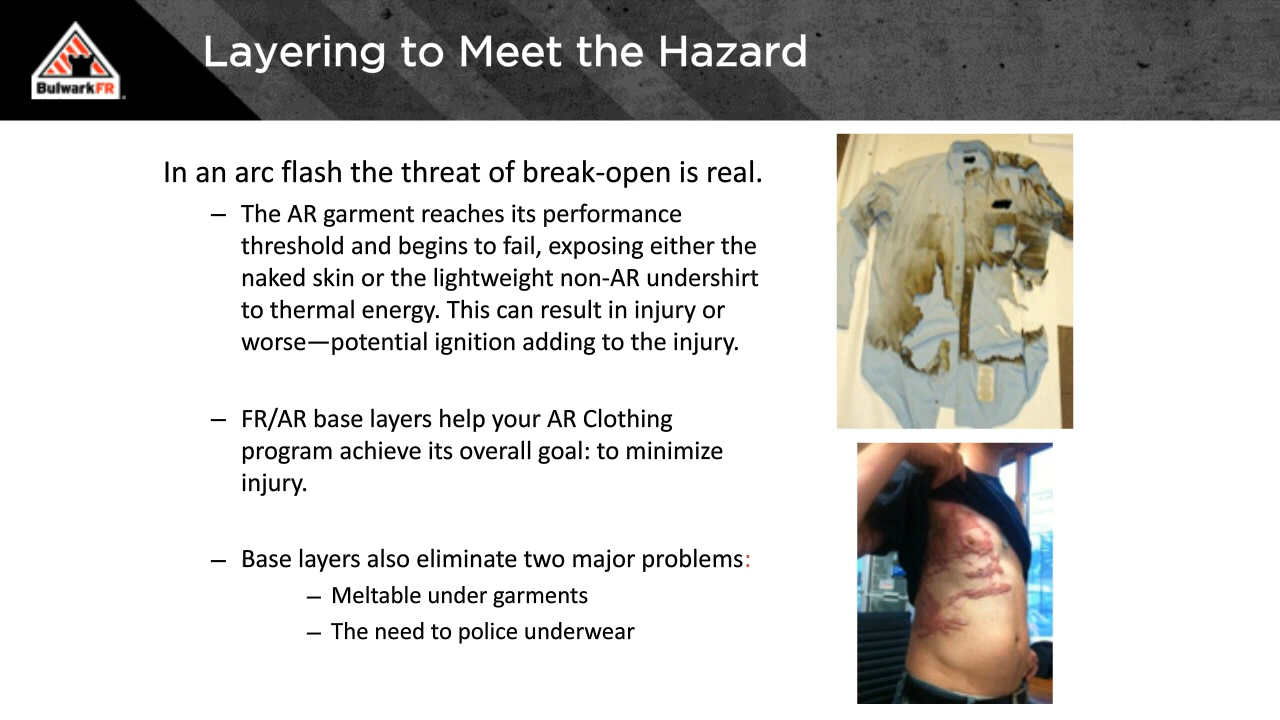 BulwarkFR
Layering to Meet the Hazard
In an arc flash the threat of break-open is real.
– The AR garment reaches its performance
threshold and begins to fail, exposing either the
naked skin or the lightweight non-AR undershirt
to thermal energy. This can result in injury or
worse—potential ignition adding to the injury.
– FR/AR base layers help your AR Clothing
program achieve its overall goal: to minimize
injury.
– Base layers also eliminate two major problems:
– Meltable under garments
– The need to police underwear